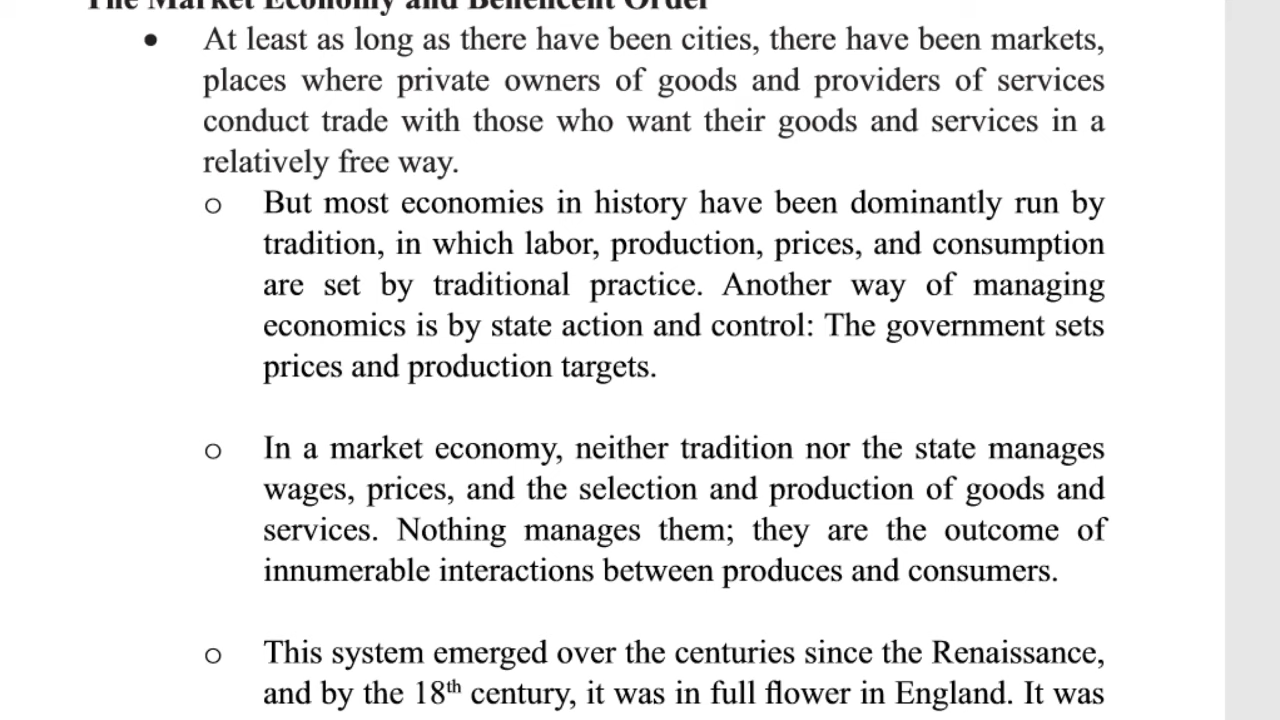 The Market Economy and Beneficent Order
• At least as long as there have been cities, there have been markets,
places where private owners of goods and providers of services
conduct trade with those who want their goods and services in a
relatively free way.
o But most economies in history have been dominantly run by
tradition, in which labor, production, prices, and consumption
are set by traditional practice. Another way of managing
economics is by state action and control: The government sets
prices and production targets.
o In a market economy, neither tradition nor the state manages
wages, prices, and the selection and production of goods and
services. Nothing manages them; they are the outcome of
innumerable interactions between produces and consumers.
o This system emerged over the centuries since the Renaissance,
and by the 18th century, it was in full flower in England. It was